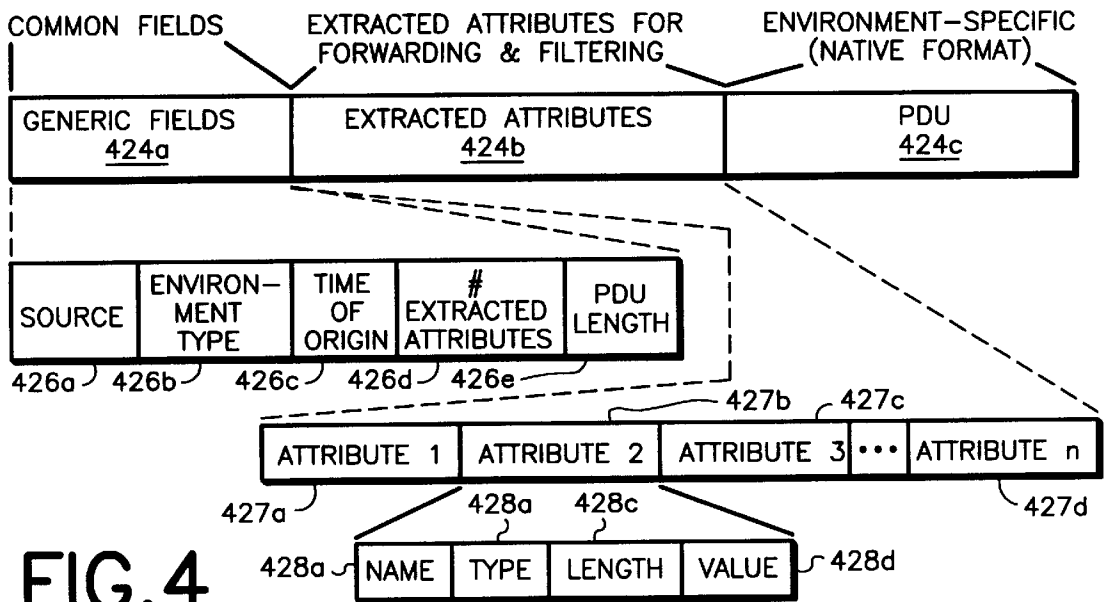 COMMON FIELDS
EXTRACTED ATTRIBUTES FOR
FORWARDING & FILTERING
ENVIRONMENT-SPECIFIC
(NATIVE FORMAT)
GENERIC FIELDS
424a
EXTRACTED ATTRIBUTES
424b
PDU
424c
SOURCE
ENVIRON-
MENT
TYPE
TIME
OF
ORIGIN
#
EXTRACTED
ATTRIBUTES
PDU
LENGTH
426a
426b
426c
426d
426e
427b
427c
ATTRIBUTE 1
ATTRIBUTE 2
ATTRIBUTE 3
•••
ATTRIBUTE n
427a
428a
428c
427d
428a
NAME
TYPE
LENGTH
VALUE
428d
FIG.4